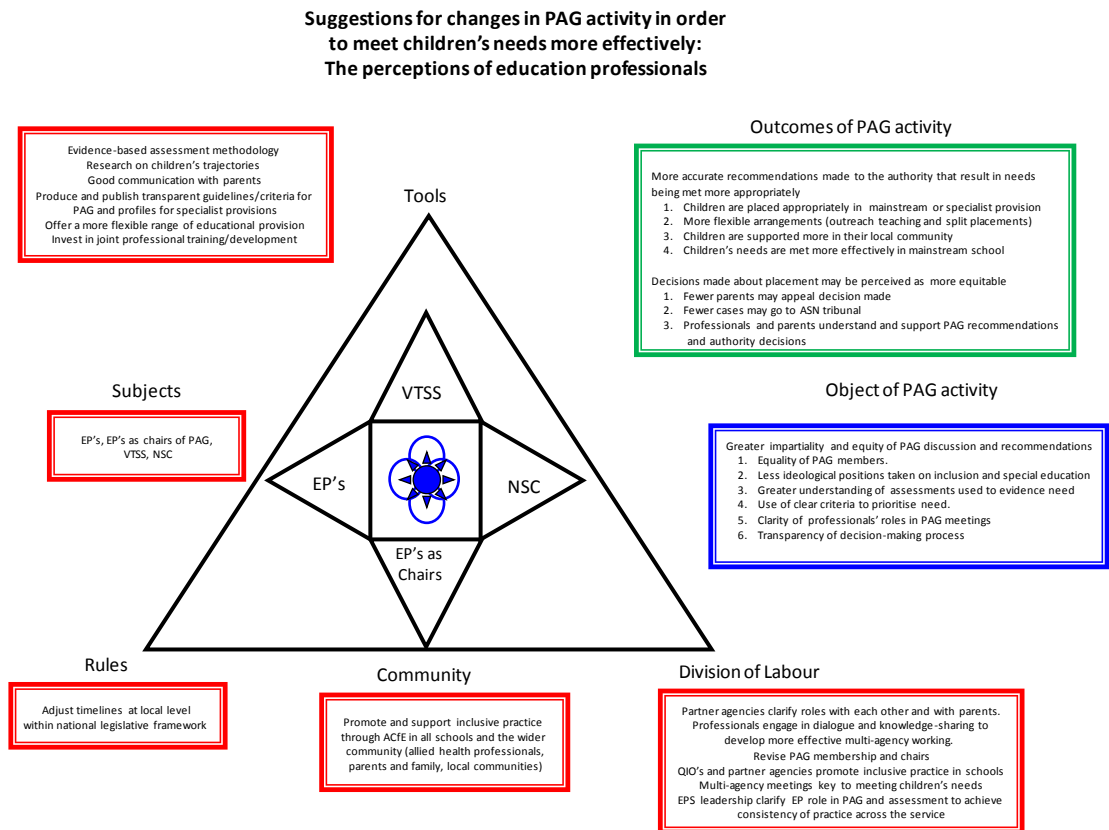 Suggestions for changes in PAG activity in order
to meet children's needs more effectively:
The perceptions of education professionals
Evidence-based assessment methodology
Research on children's trajectories
Good communication with parents
Produce and publish transparent guidelines/criteria for
PAG and profiles for specialist provisions
Offer a more flexible range of educational provision
Invest in joint professional training/development
Tools
Outcomes of PAG activity
More accurate recommendations made to the authority that result in needs
being met more appropriately
1. Children are placed appropriately in mainstream or specialist provision
2. More flexible arrangements (outreach teaching and split placements)
3. Children are supported more in their local community
4. Children's needs are met more effectively in mainstream school
Decisions made about placement may be perceived as more equitable
1. Fewer parents may appeal decision made
2. Fewer cases may go to ASN tribunal
3. Professionals and parents understand and support PAG recommendations
and authority decisions
Subjects
EP's, EP's as chairs of PAG,
VTSS, NSC
VTSS
EP's
NSC
EP's as
Chairs
Object of PAG activity
Greater impartiality and equity of PAG discussion and recommendations
1. Equality of PAG members.
2. Less ideological positions taken on inclusion and special education
3. Greater understanding of assessments used to evidence need
4. Use of clear criteria to prioritise need.
5. Clarity of professionals' roles in PAG meetings
6. Transparency of decision-making process
Rules
Adjust timelines at local level
within national legislative framework
Community
Promote and support inclusive practice
through ACfE in all schools and the wider
community (allied health professionals,
parents and family, local communities)
Division of Labour
Partner agencies clarify roles with each other and with parents.
Professionals engage in dialogue and knowledge-sharing to
develop more effective multi-agency working.
Revise PAG membership and chairs
QIO's and partner agencies promote inclusive practice in schools
Multi-agency meetings key to meeting children's needs
EPS leadership clarify EP role in PAG and assessment to achieve
consistency of practice across the service